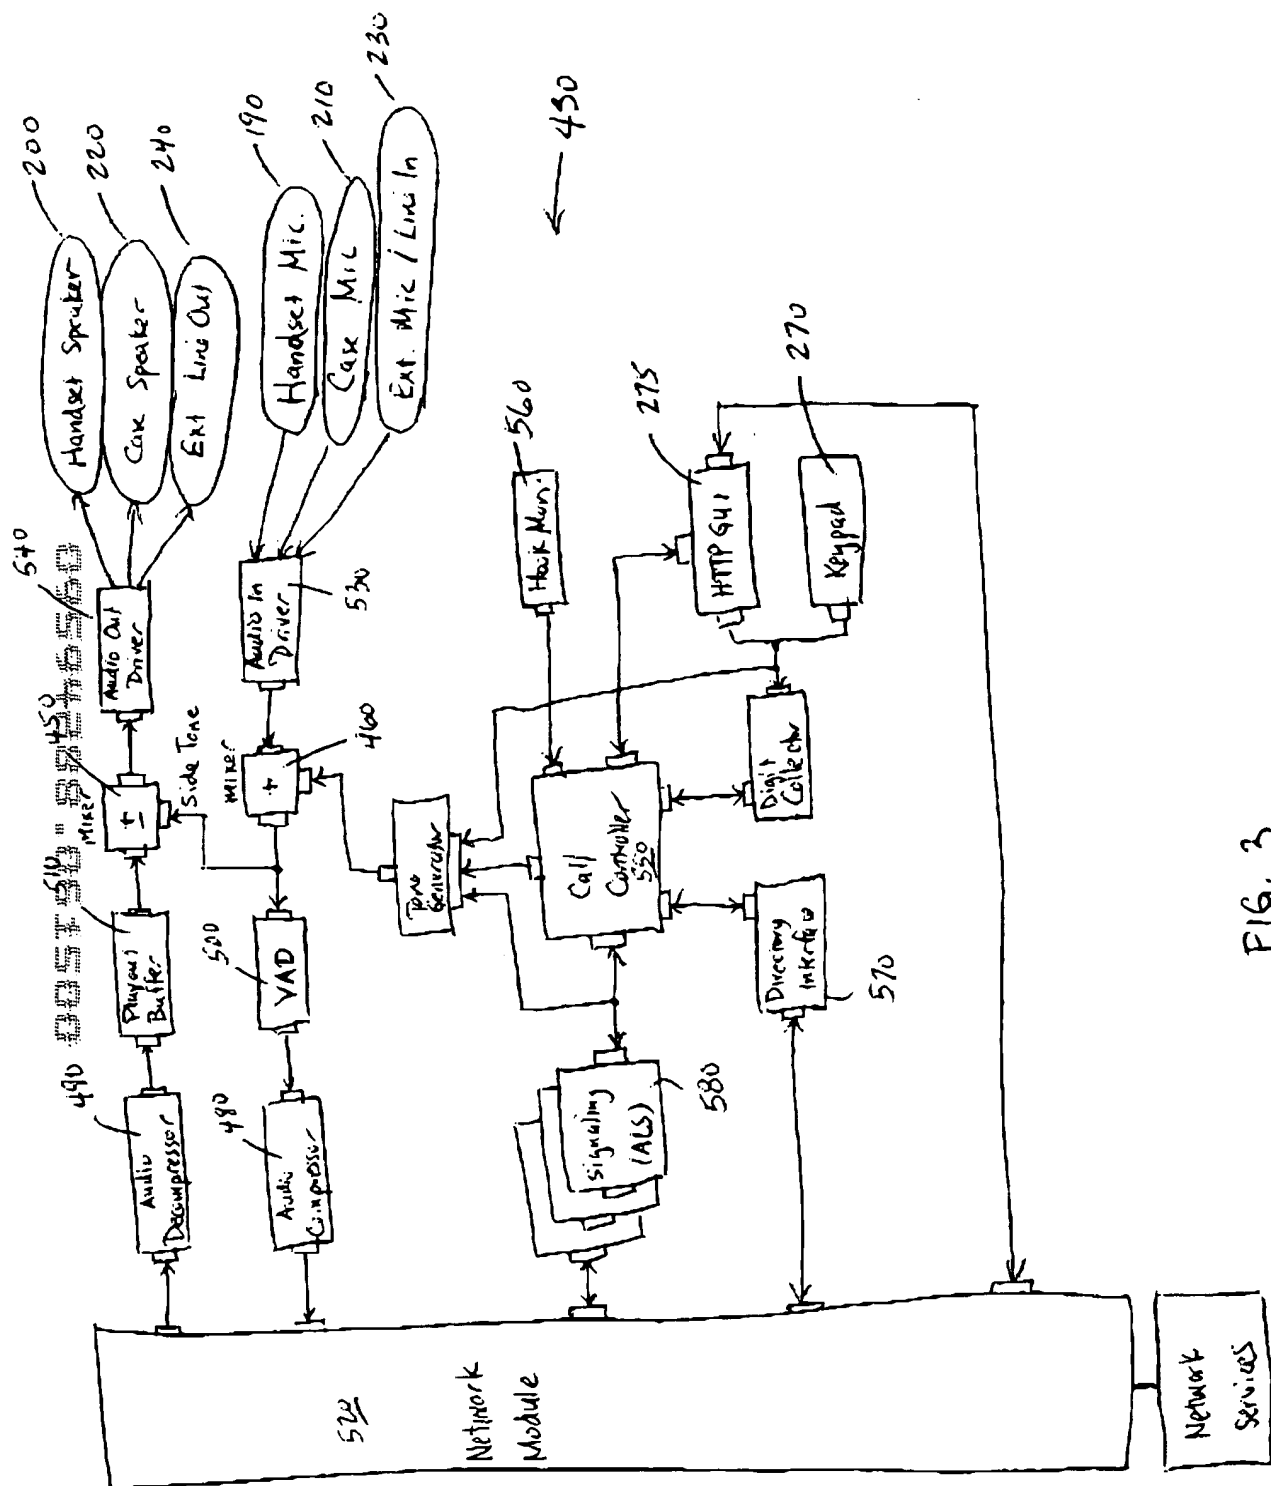 200
Handset Speaker
220
Case Speaker
240
Ext Line Out
190
Handset Mic.
210
Case Mic
230
Ext. Mic / Line In
430
540
Audio Out
Driver
450
Mixer
+
Side Tone
510
Playout
Buffer
490
Audio
Decompressor
530
Audio In
Driver
Mixer
+
460
500
VAD
480
Audio
Compressor
Tone
Generator
560
Hook Mon.
275
HTTP GUI
270
Keypad
Call
Controller
550
Digit
Collector
Directory
Interface
570
Signaling
(ALS)
580
520
Network
Module
Network
Services
FIG. 3